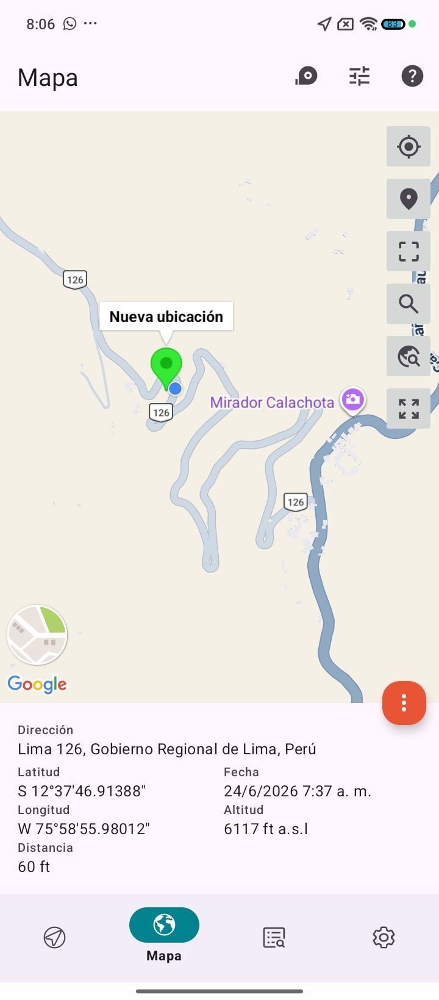 8:06
83
Mapa
126
Nueva ubicación
126
Mirador Calachota
126
Google
Dirección
Lima 126, Gobierno Regional de Lima, Perú
Latitud
Fecha
S 12°37'46.91388"
24/6/2026 7:37 a. m.
Longitud
Altitud
W 75°58'55.98012"
6117 ft a.s.l
Distancia
60 ft
Mapa